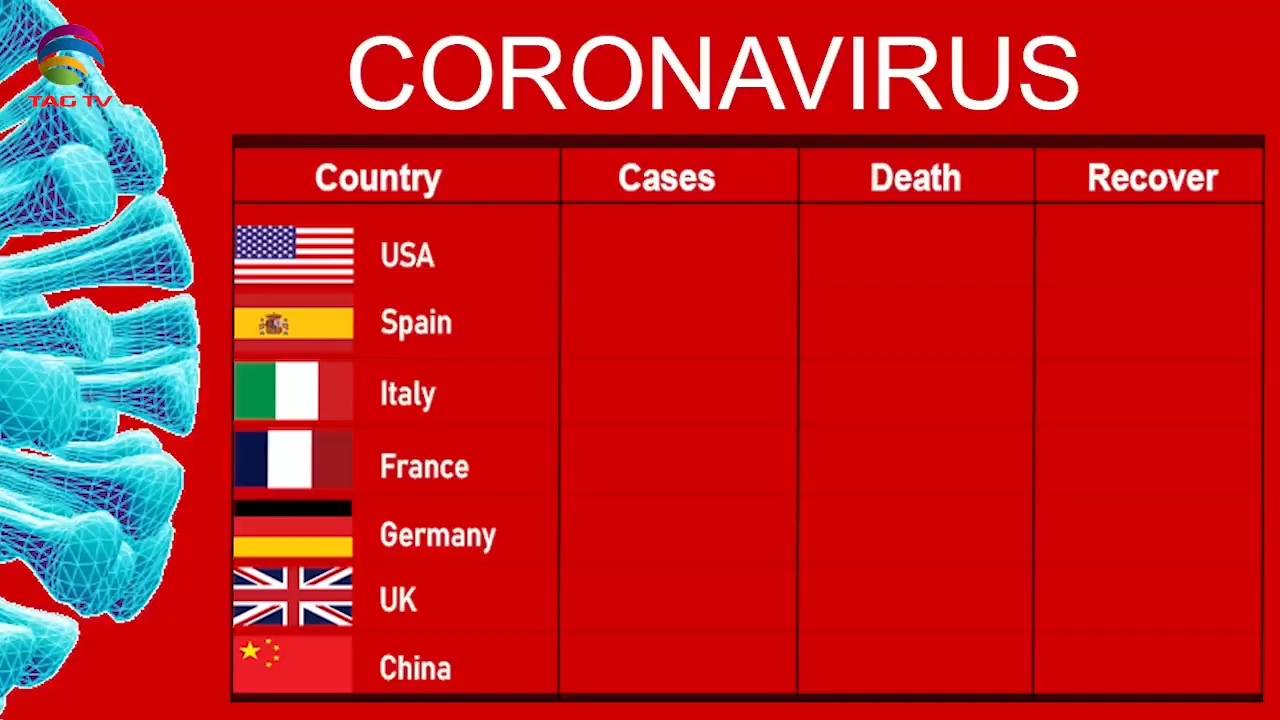 TAG TV
CORONAVIRUS
Country Cases Death Recover
USA
Spain
Italy
France
Germany
UK
China